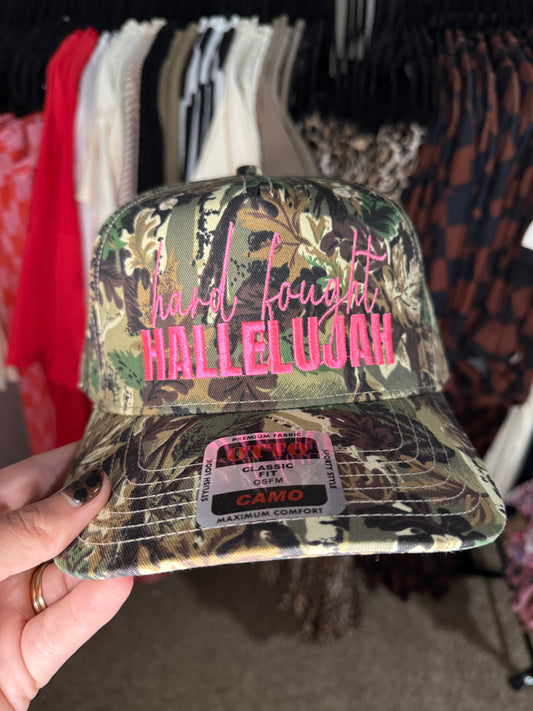 hard fought
HALLELUJAH
PREMIUM FABRIC
OTTO
STYLISH LOOK
CLASSIC
FIT
OSFM
SPORTY STYLE
CAMO
MAXIMUM COMFORT